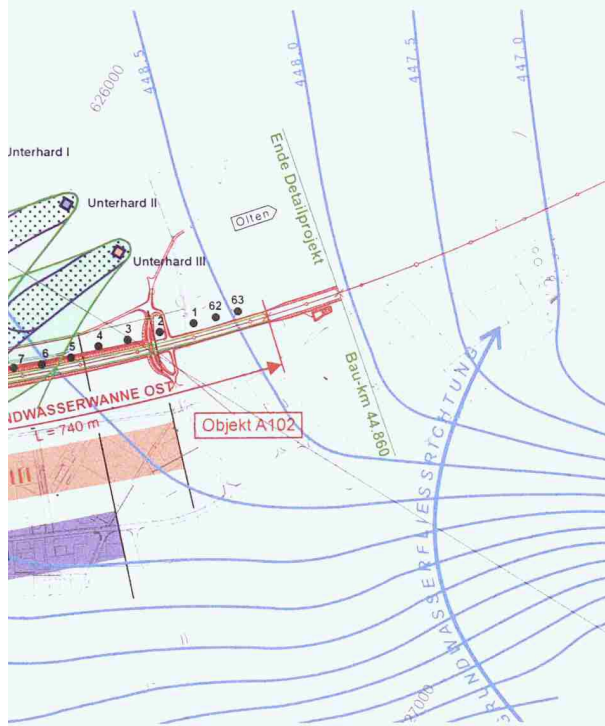 448.5
448.0
447.5
447.0
626000
Unterhard I
Unterhard II
Unterhard III
Ende Detailprojekt
Olten
7
6
5
4
3
2
1
62
63
NDWASSERWANNE OST
L = 740 m
Objekt A102
Bau-km 44.860
GRUNDWASSERFLIESSRICHTUNG
37000
III